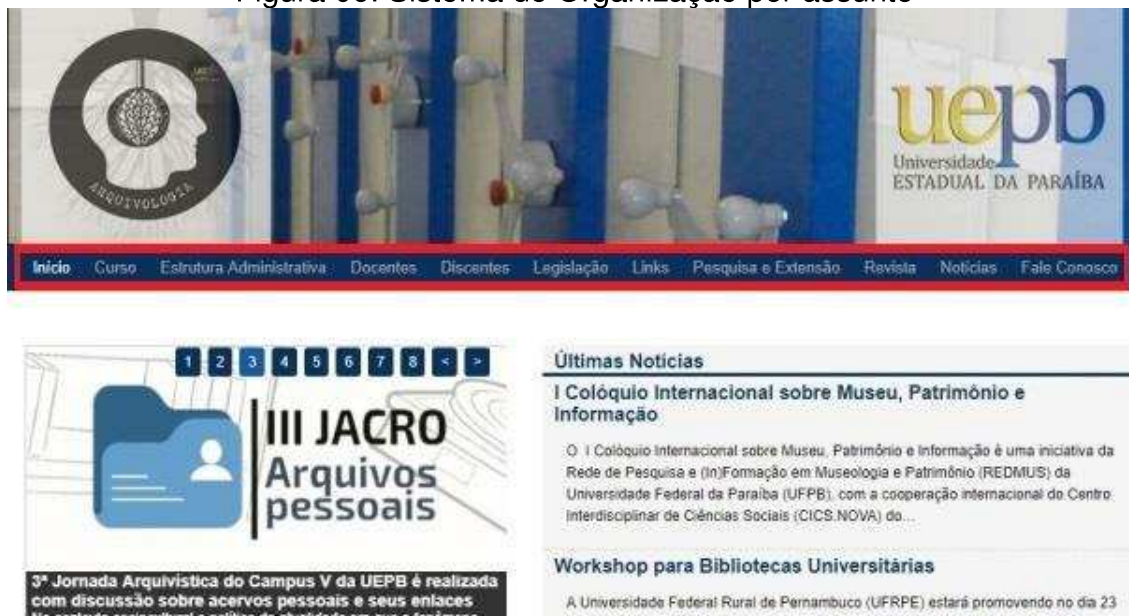 Sistema de Organização por assunto
ARQUIVOLOGIA
uepb
Universidade
ESTADUAL DA PARAÍBA
Início Curso Estrutura Administrativa Docentes Discentes Legislação Links Pesquisa e Extensão Revista Notícias Fale Conosco
1 2 3 4 5 6 7 8 < >
III JACRO
Arquivos
pessoais
3ª Jornada Arquivística do Campus V da UEPB é realizada
com discussão sobre acervos pessoais e seus enlaces
Últimas Notícias
I Colóquio Internacional sobre Museu, Patrimônio e
Informação
O I Colóquio Internacional sobre Museu, Patrimônio e Informação é uma iniciativa da
Rede de Pesquisa e (In)Formação em Museologia e Patrimônio (REDMUS) da
Universidade Federal da Paraíba (UFPB), com a cooperação internacional do Centro
Interdisciplinar de Ciências Sociais (CICS.NOVA) do...
Workshop para Bibliotecas Universitárias
A Universidade Federal Rural de Pernambuco (UFRPE) estará promovendo no dia 23